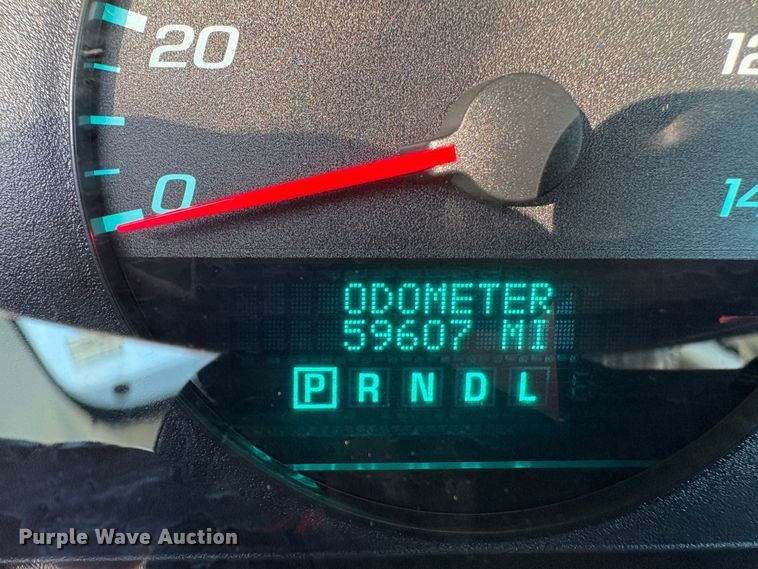 20
12
0
14
ODOMETER
59607 MI
P R N D L
Purple Wave Auction